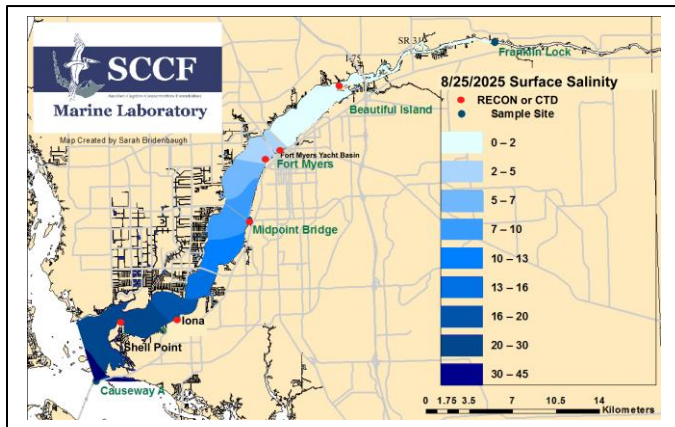 SCCF
Sanibel-Captiva Conservation Foundation
Marine Laboratory
Map Created by Sarah Bridenbaugh
I-75
Franklin Lock
8/25/2025 Surface Salinity
RECON or CTD
Sample Site
Beautiful Island
Fort Myers Yacht Basin
Fort Myers
Midpoint Bridge
Iona
Shell Point
Causeway A
0 – 2
2 – 5
5 – 7
7 – 10
10 – 13
13 – 16
16 – 20
20 – 30
30 – 45
0 1.75 3.5 7 10.5 14
Kilometers